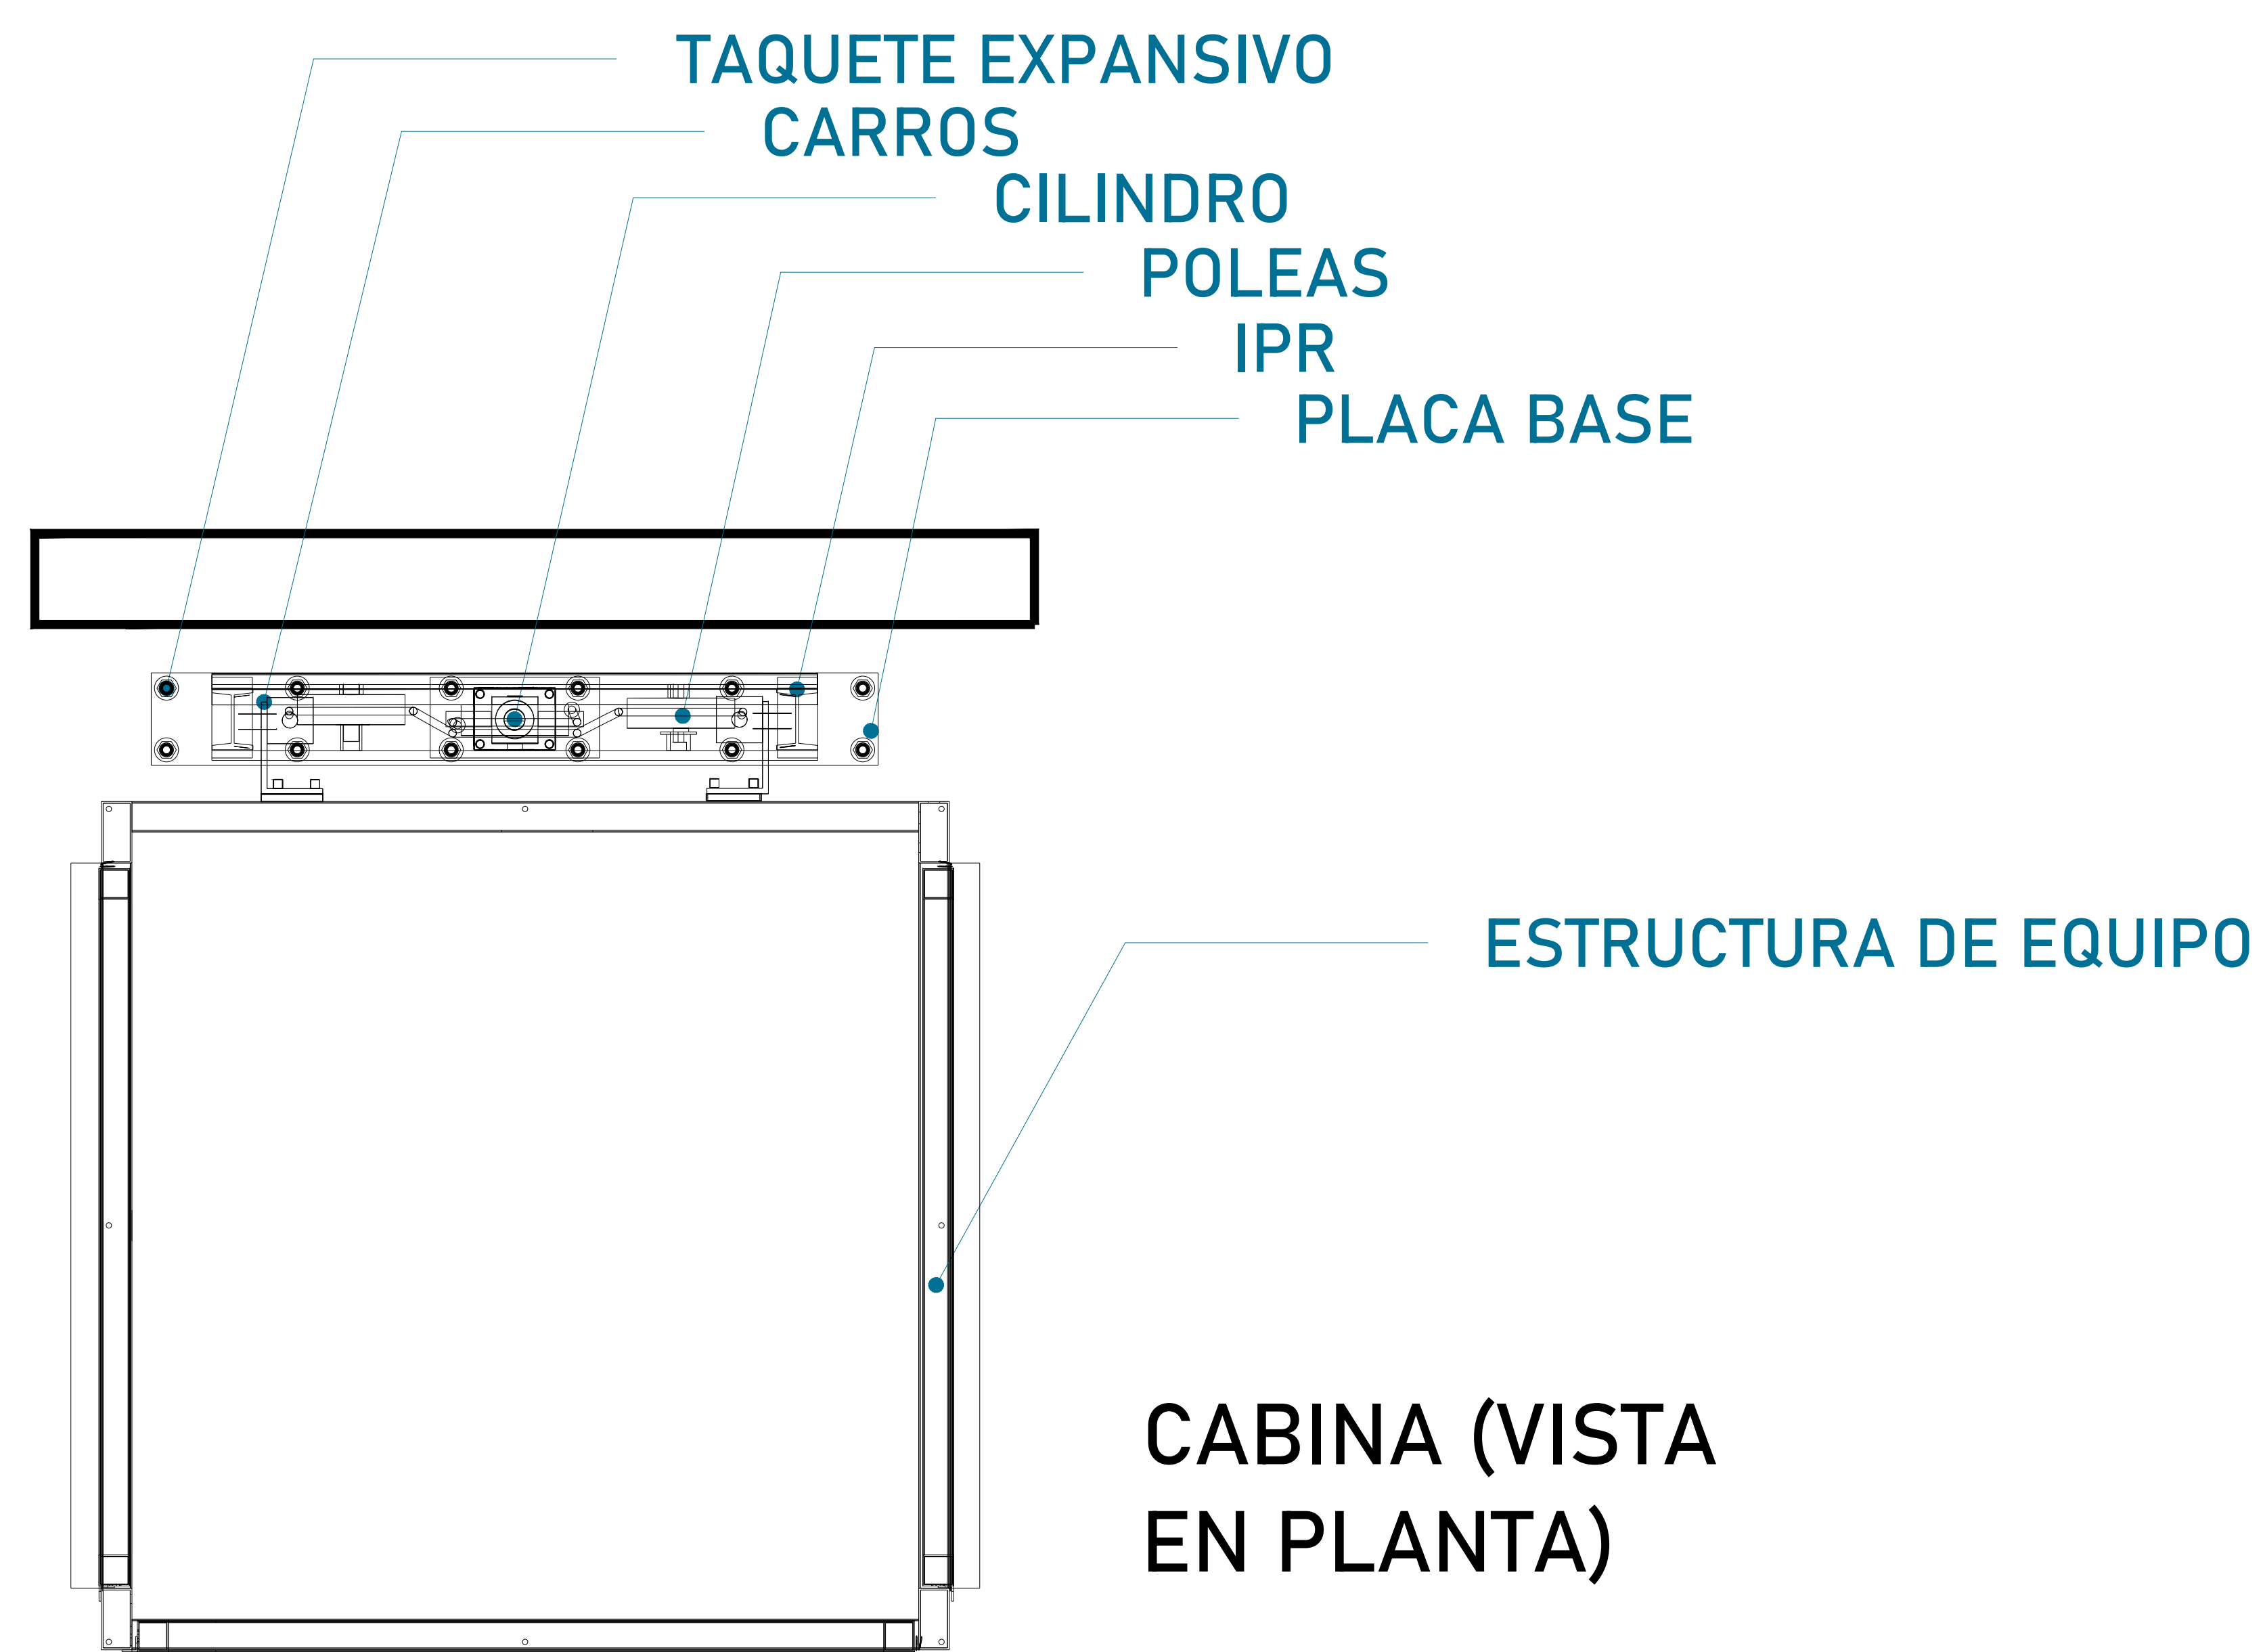 TAQUETE EXPANSIVO
CARROS
CILINDRO
POLEAS
IPR
PLACA BASE
ESTRUCTURA DE EQUIPO
CABINA (VISTA
EN PLANTA)